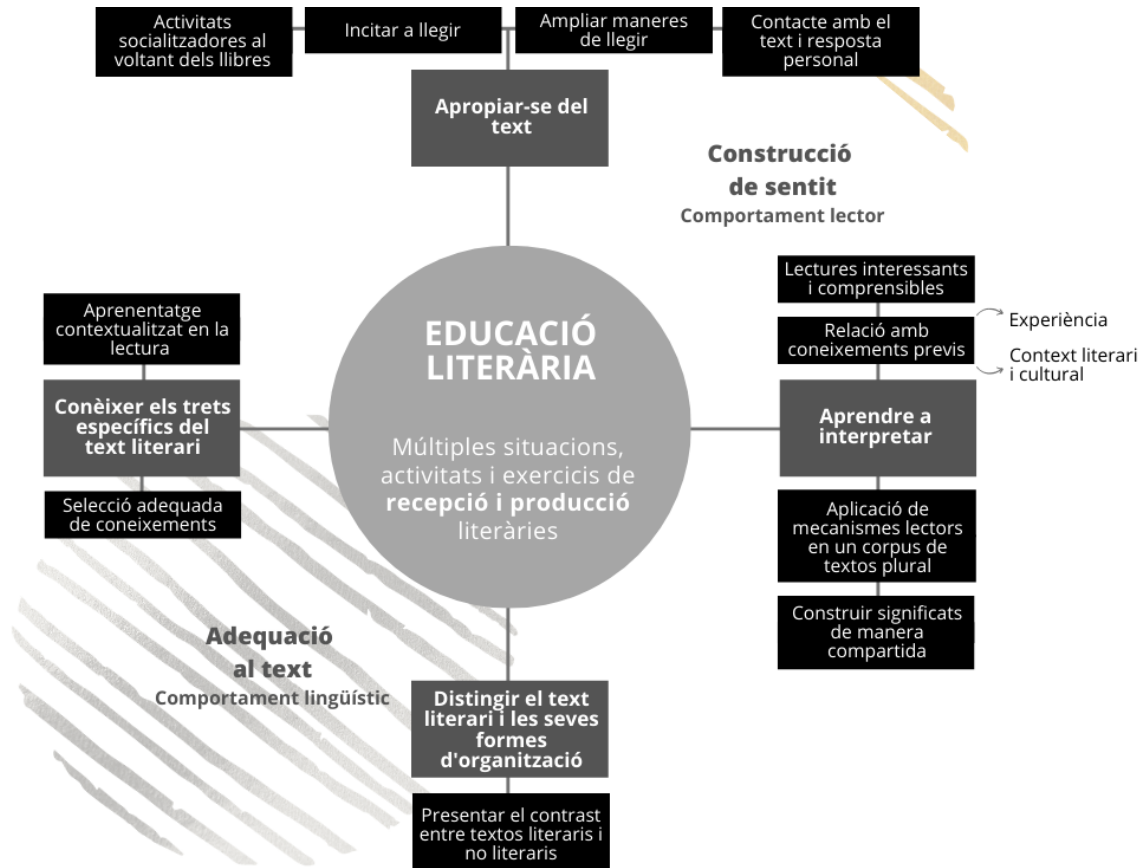 Activitats
socialitzadores al
voltant dels llibres
Incitar a llegir
Ampliar maneres
de llegir
Contacte amb el
text i resposta
personal
Apropiar-se del
text
Construcció
de sentit
Comportament lector
Lectures interessants
i comprensibles
Relació amb
coneixements previs
Experiència
Context literari
i cultural
Aprendre a
interpretar
Aplicació de
mecanismes lectors
en un corpus de
textos plural
Construir significats
de manera
compartida
EDUCACIÓ
LITERÀRIA
Múltiples situacions,
activitats i exercicis de
recepció i producció
literàries
Aprenentatge
contextualitzat en la
lectura
Conèixer els trets
específics del
text literari
Selecció adequada
de coneixements
Adequació
al text
Comportament lingüístic
Distingir el text
literari i les seves
formes
d'organització
Presentar el contrast
entre textos literaris i
no literaris